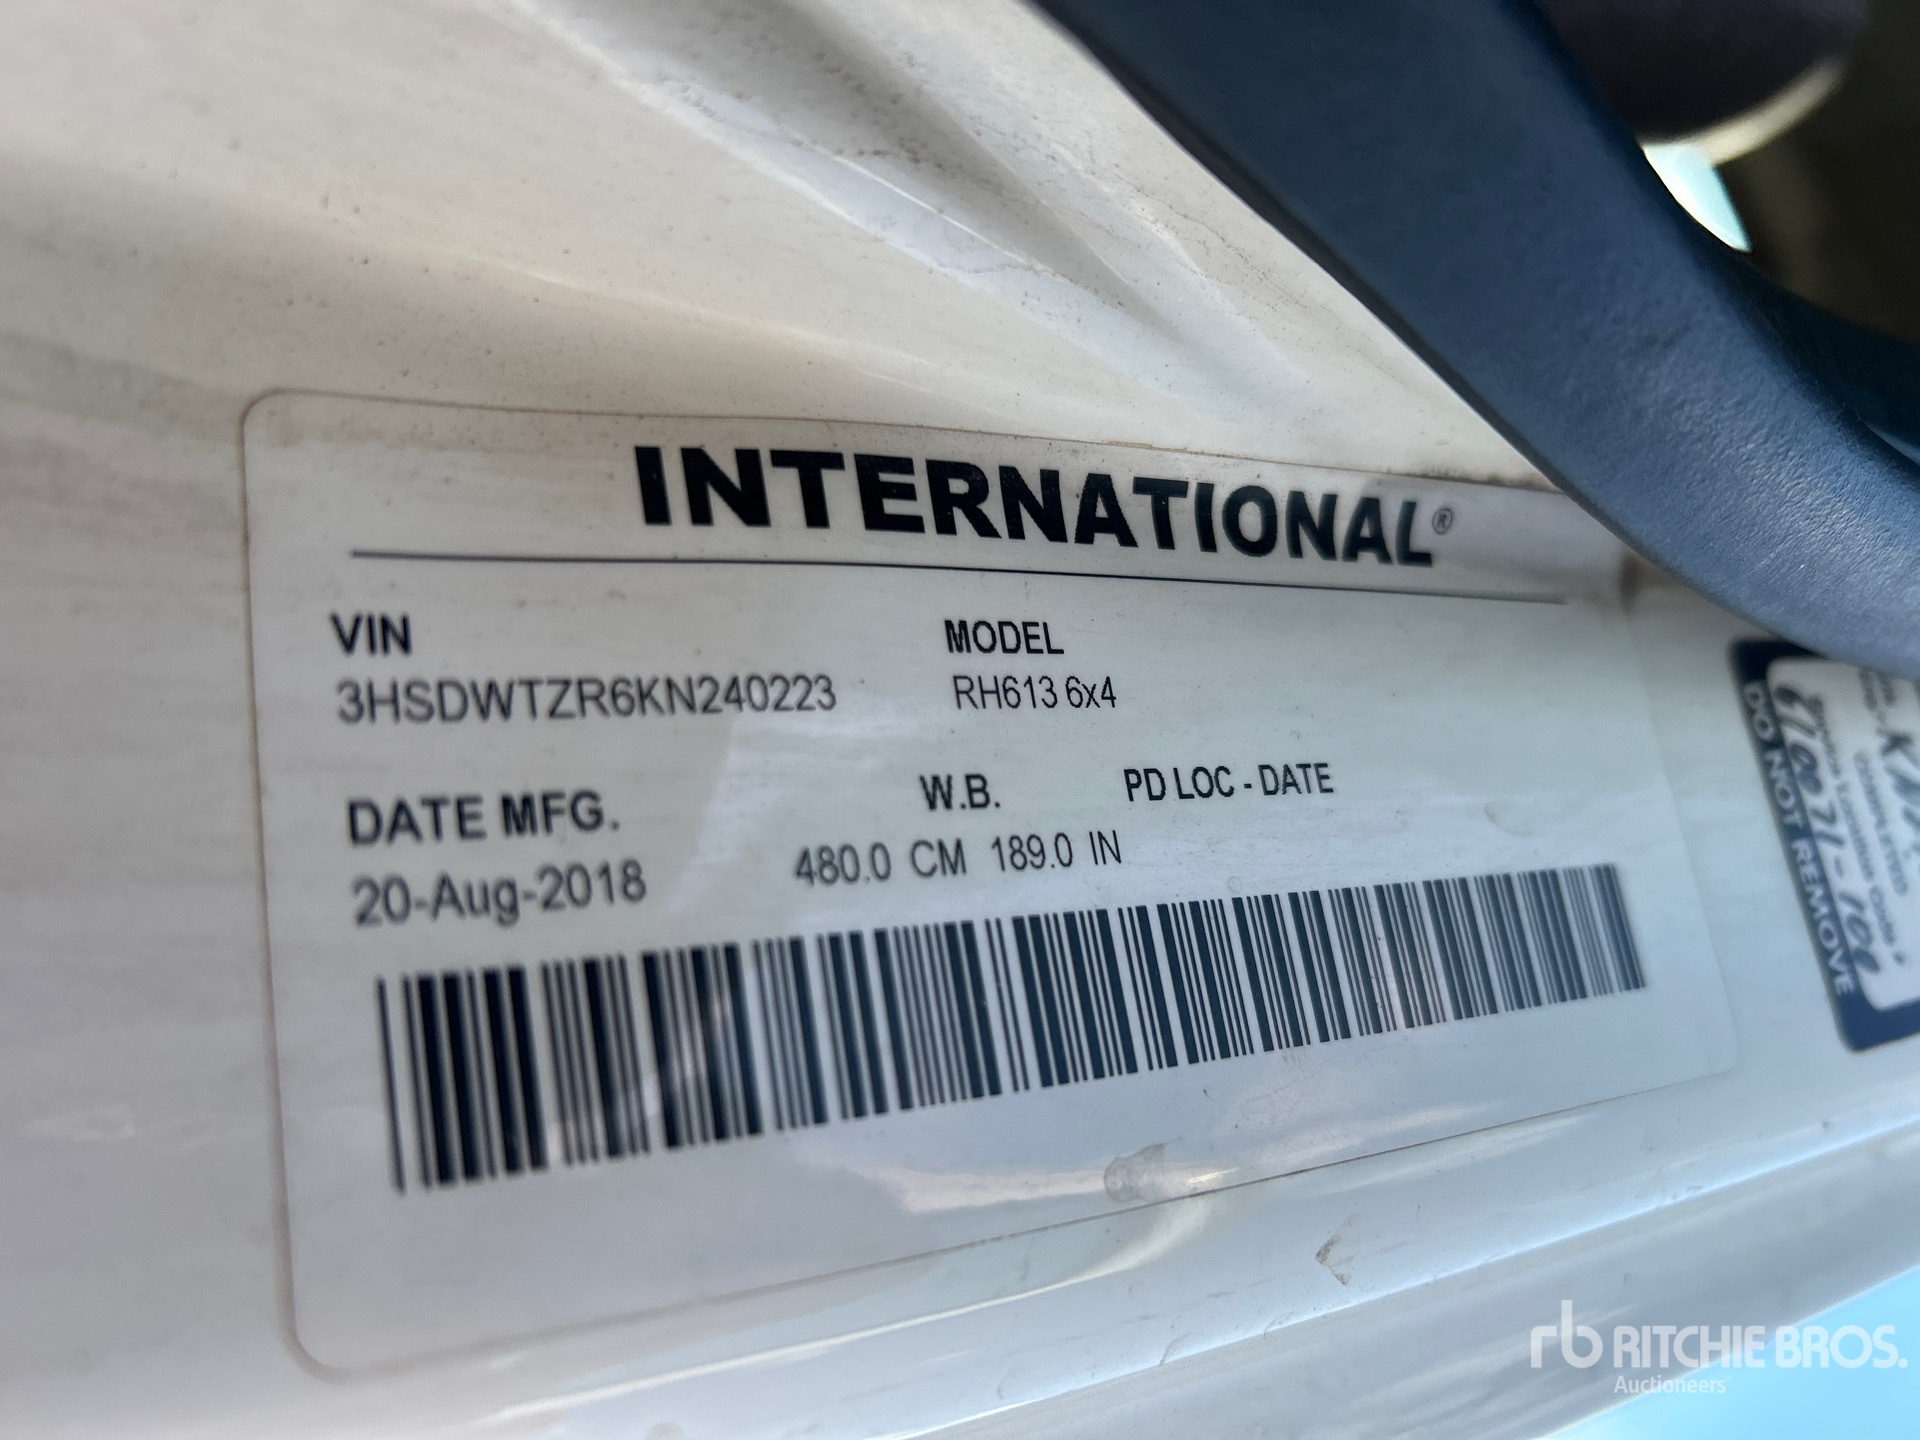 INTERNATIONAL®
VIN
3HSDWTZR6KN240223
MODEL
RH613 6x4
DATE MFG.
20-Aug-2018
W.B.
480.0 CM 189.0 IN
PD LOC - DATE
DO NOT REMOVE
rb RITCHIE BROS.
Auctioneers